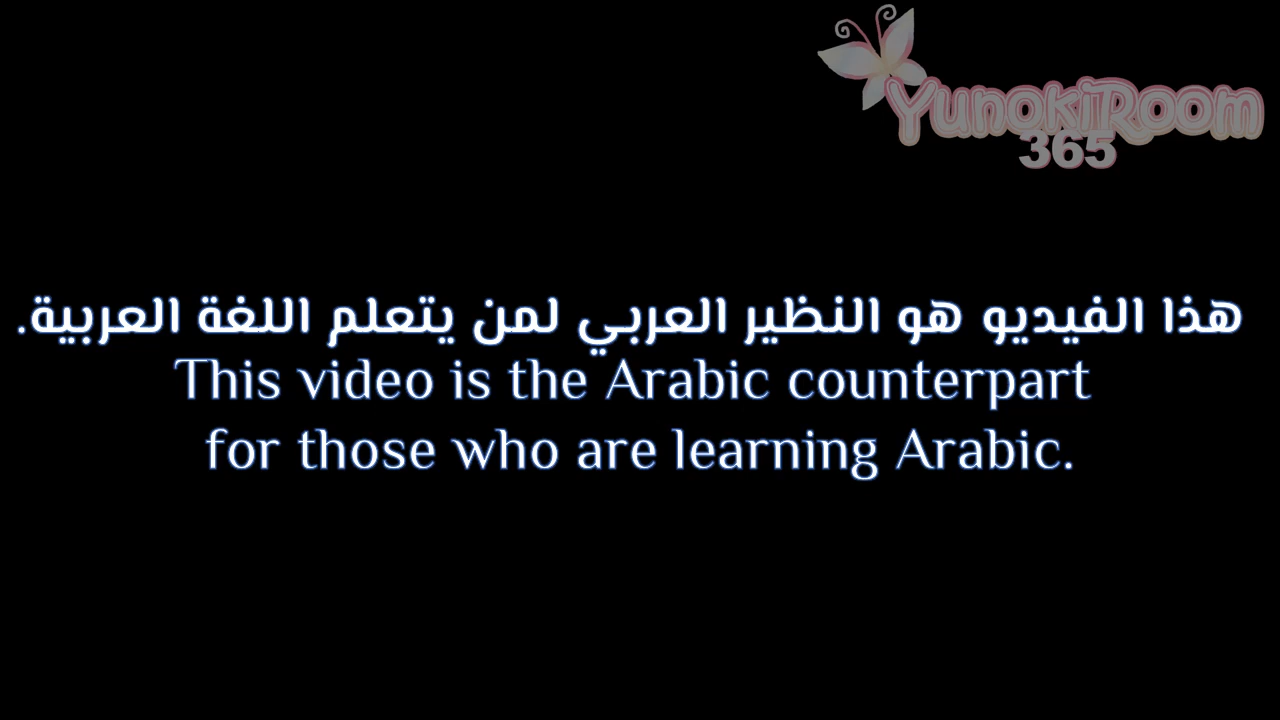 YunokiRoom
365
هذا الفيديو هو النظير العربي لمن يتعلم اللغة العربية.
This video is the Arabic counterpart
for those who are learning Arabic.